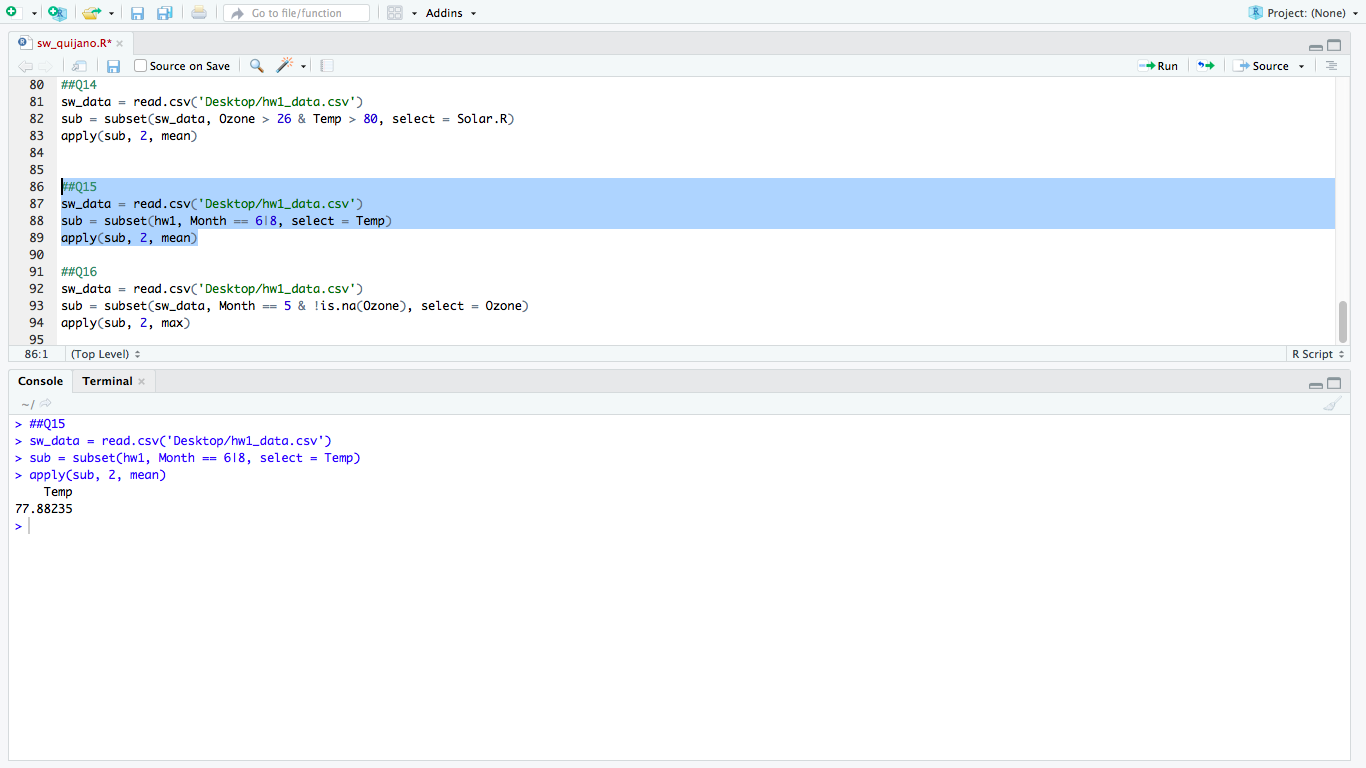 Go to file/function
Addins
Project: (None)
sw_quijano.R*
Source on Save
Run
Source
80 ##Q14
81 sw_data = read.csv('Desktop/hw1_data.csv')
82 sub = subset(sw_data, Ozone > 26 & Temp > 80, select = Solar.R)
83 apply(sub, 2, mean)
84
85
86 ##Q15
87 sw_data = read.csv('Desktop/hw1_data.csv')
88 sub = subset(hw1, Month == 6|8, select = Temp)
89 apply(sub, 2, mean)
90
91 ##Q16
92 sw_data = read.csv('Desktop/hw1_data.csv')
93 sub = subset(sw_data, Month == 5 & !is.na(Ozone), select = Ozone)
94 apply(sub, 2, max)
95
86:1 (Top Level) R Script
Console Terminal
~/
> ##Q15
> sw_data = read.csv('Desktop/hw1_data.csv')
> sub = subset(hw1, Month == 6|8, select = Temp)
> apply(sub, 2, mean)
Temp
77.88235
>